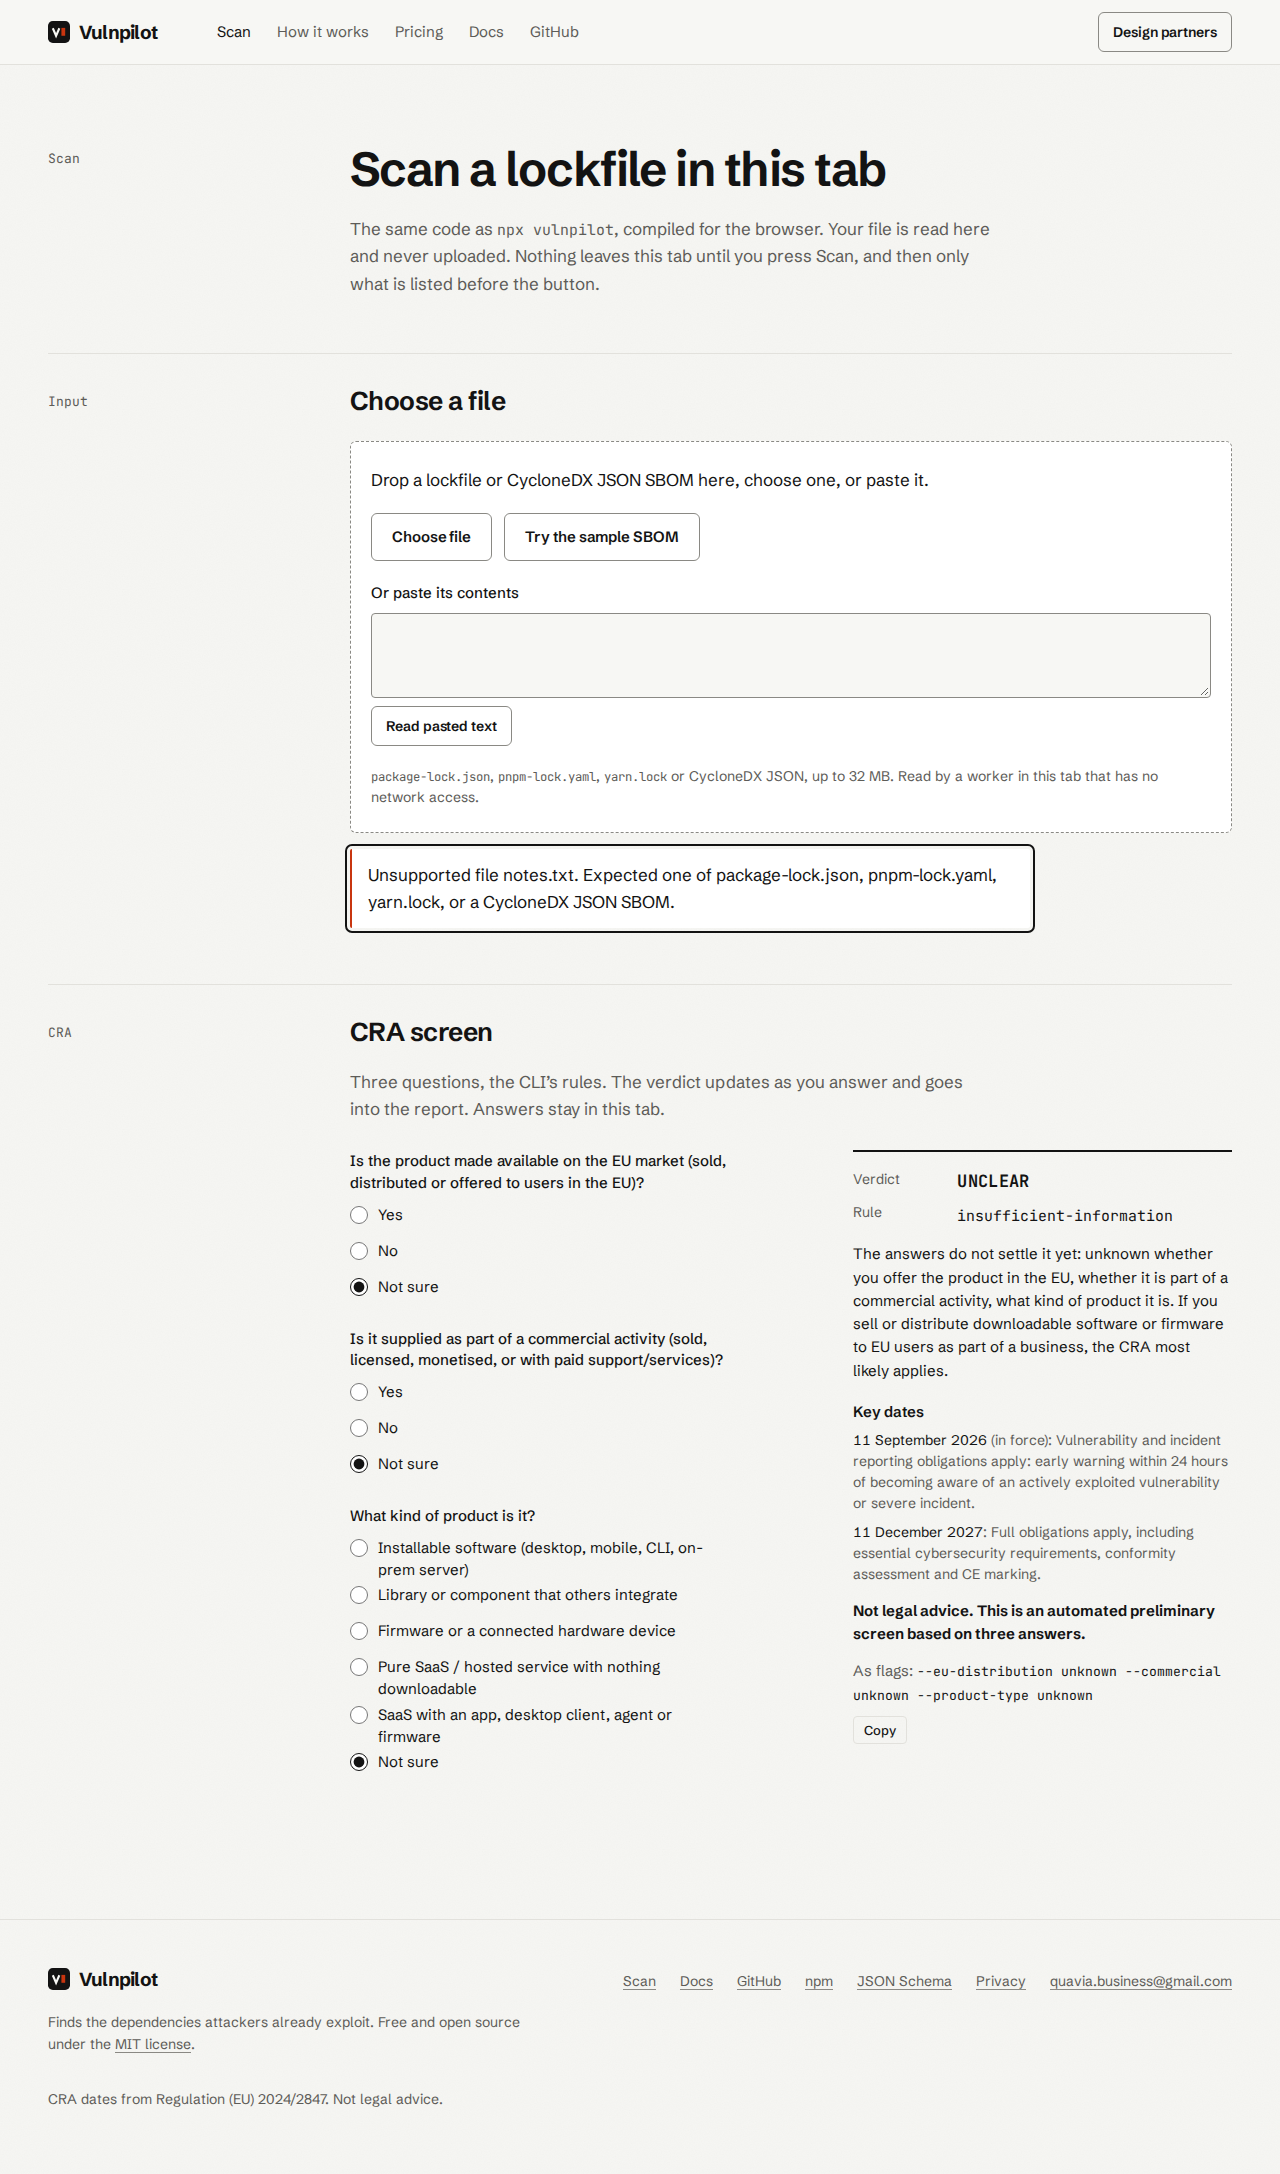 Vulnpilot
Scan
How it works
Pricing
Docs
GitHub
Design partners
Scan
Scan a lockfile in this tab
The same code as npx vulnpilot, compiled for the browser. Your file is read here
and never uploaded. Nothing leaves this tab until you press Scan, and then only
what is listed before the button.
Input
Choose a file
Drop a lockfile or CycloneDX JSON SBOM here, choose one, or paste it.
Choose file
Try the sample SBOM
Or paste its contents
Read pasted text
package-lock.json, pnpm-lock.yaml, yarn.lock or CycloneDX JSON, up to 32 MB. Read by a worker in this tab that has no
network access.
Unsupported file notes.txt. Expected one of package-lock.json, pnpm-lock.yaml,
yarn.lock, or a CycloneDX JSON SBOM.
CRA
CRA screen
Three questions, the CLI’s rules. The verdict updates as you answer and goes
into the report. Answers stay in this tab.
Is the product made available on the EU market (sold,
distributed or offered to users in the EU)?
Yes
No
Not sure
Is it supplied as part of a commercial activity (sold,
licensed, monetised, or with paid support/services)?
Yes
No
Not sure
What kind of product is it?
Installable software (desktop, mobile, CLI, on-
prem server)
Library or component that others integrate
Firmware or a connected hardware device
Pure SaaS / hosted service with nothing
downloadable
SaaS with an app, desktop client, agent or
firmware
Not sure
Verdict UNCLEAR
Rule insufficient-information
The answers do not settle it yet: unknown whether
you offer the product in the EU, whether it is part of a
commercial activity, what kind of product it is. If you
sell or distribute downloadable software or firmware
to EU users as part of a business, the CRA most
likely applies.
Key dates
11 September 2026 (in force): Vulnerability and incident
reporting obligations apply: early warning within 24 hours
of becoming aware of an actively exploited vulnerability
or severe incident.
11 December 2027: Full obligations apply, including
essential cybersecurity requirements, conformity
assessment and CE marking.
Not legal advice. This is an automated preliminary
screen based on three answers.
As flags: --eu-distribution unknown --commercial
unknown --product-type unknown
Copy
Vulnpilot
Finds the dependencies attackers already exploit. Free and open source
under the MIT license.
CRA dates from Regulation (EU) 2024/2847. Not legal advice.
Scan
Docs
GitHub
npm
JSON Schema
Privacy
quavia.business@gmail.com